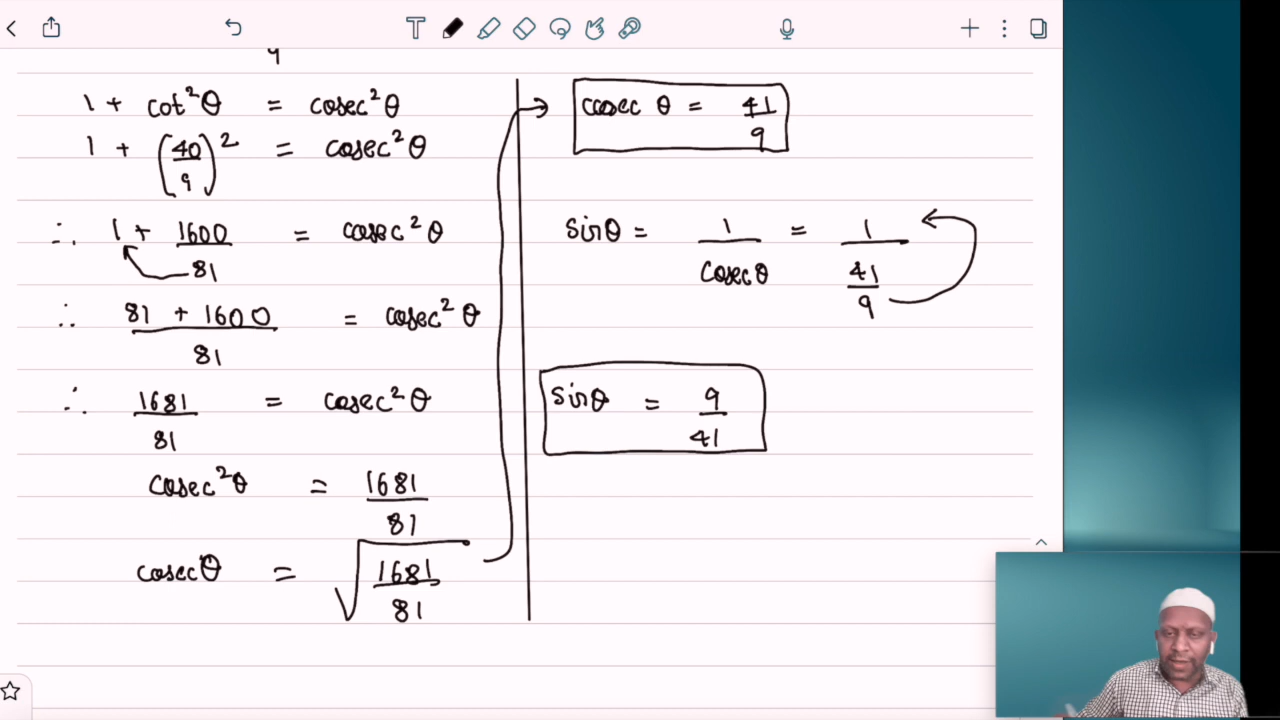 9
1 + cot²θ = cosec²θ
1 + (40/9)² = cosec²θ
∴ 1 + 1600/81 = cosec²θ
∴ 81 + 1600/81 = cosec²θ
∴ 1681/81 = cosec²θ
cosec²θ = 1681/81
cosecθ = √1681/81
cosec θ = 41/9
sinθ = 1/cosecθ = 1/41/9
sinθ = 9/41